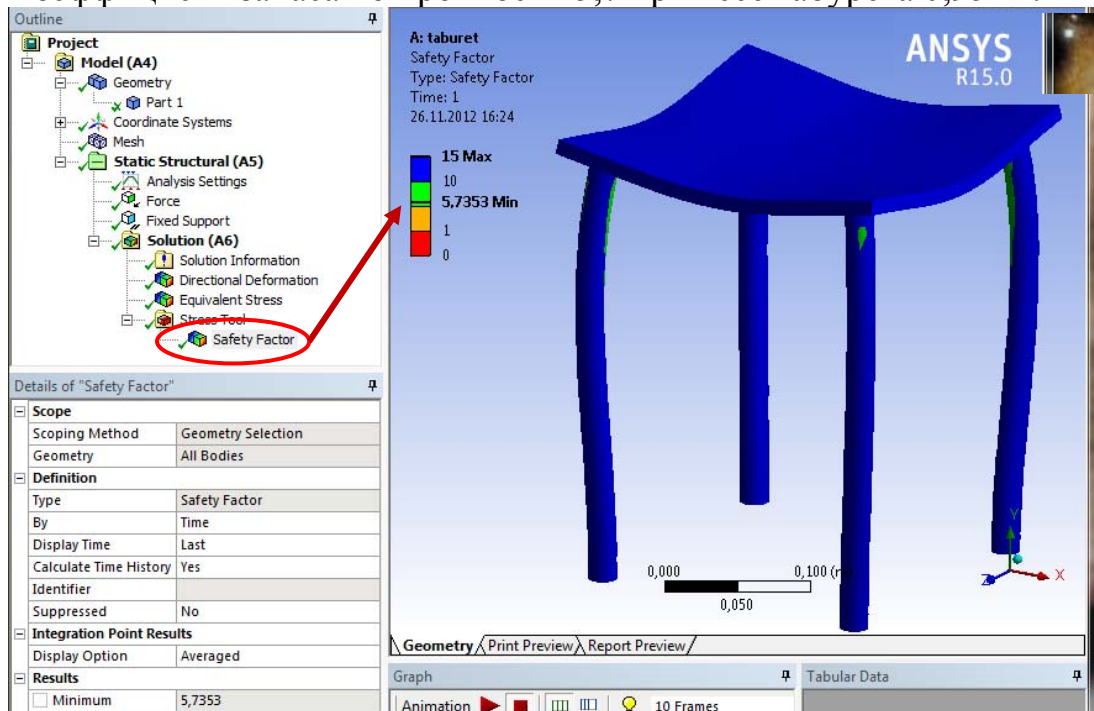 Outline
Project
Model (A4)
Geometry
Part 1
Coordinate Systems
Mesh
Static Structural (A5)
Analysis Settings
Force
Fixed Support
Solution (A6)
Solution Information
Directional Deformation
Equivalent Stress
Stress Tool
Safety Factor
Details of "Safety Factor"
Scope
Scoping Method Geometry Selection
Geometry All Bodies
Definition
Type Safety Factor
By Time
Display Time Last
Calculate Time History Yes
Identifier
Suppressed No
Integration Point Results
Display Option Averaged
Results
Minimum 5,7353
A: taburet
Safety Factor
Type: Safety Factor
Time: 1
26.11.2012 16:24
15 Max
10
5,7353 Min
1
0
ANSYS
R15.0
0,000 0,100
0,050
Y
Z X
Geometry Print Preview Report Preview
Graph
Animation 10 Frames
Tabular Data